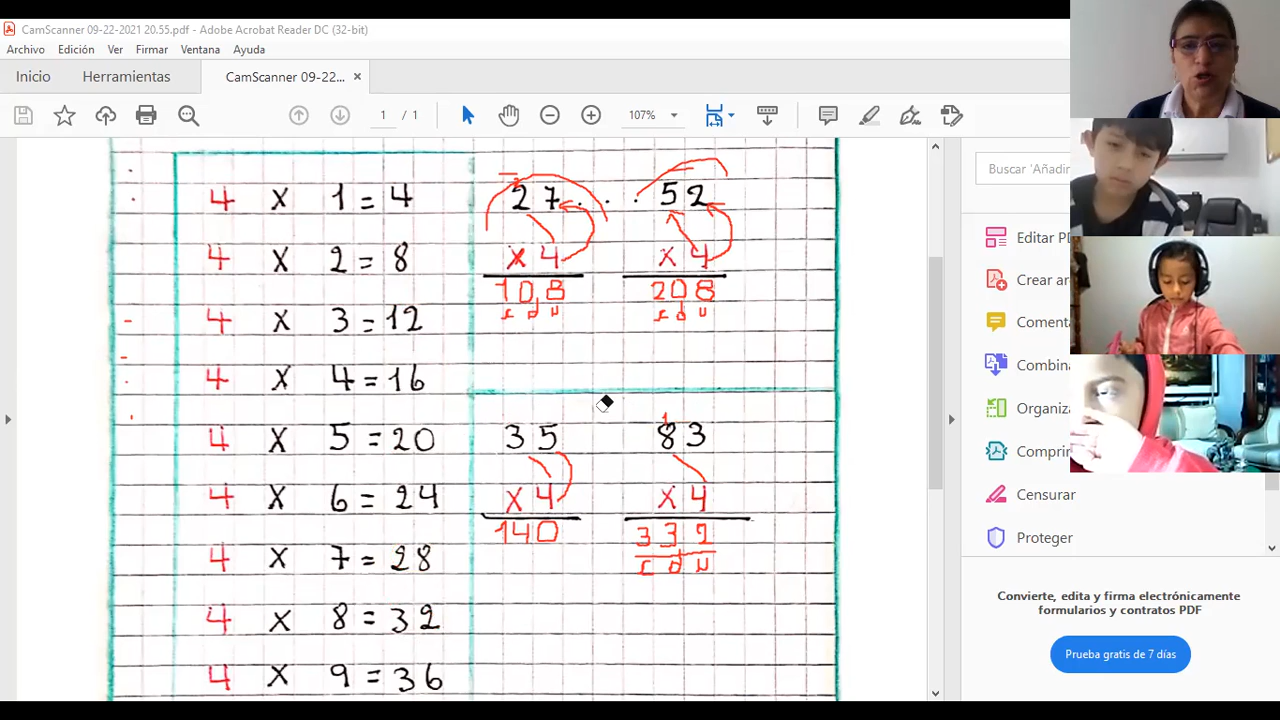 CamScanner 09-22-2021 20.55.pdf - Adobe Acrobat Reader DC (32-bit)
Archivo Edición Ver Firmar Ventana Ayuda
Inicio Herramientas CamScanner 09-22... ×
1 / 1 107%
Buscar 'Añadir
4 X 1 = 4
4 X 2 = 8
4 X 3 = 12
4 X 4 = 16
4 X 5 = 20
4 X 6 = 24
4 X 7 = 28
4 X 8 = 32
4 X 9 = 36
27
X 4
108
C D U
52
X 4
208
C D U
35
X 4
140
1
83
X 4
332
C D U
Editar PD
Crear ar
Comenta
Combina
Organiza
Comprin
Censurar
Proteger
Convierte, edita y firma electrónicamente
formularios y contratos PDF
Prueba gratis de 7 días